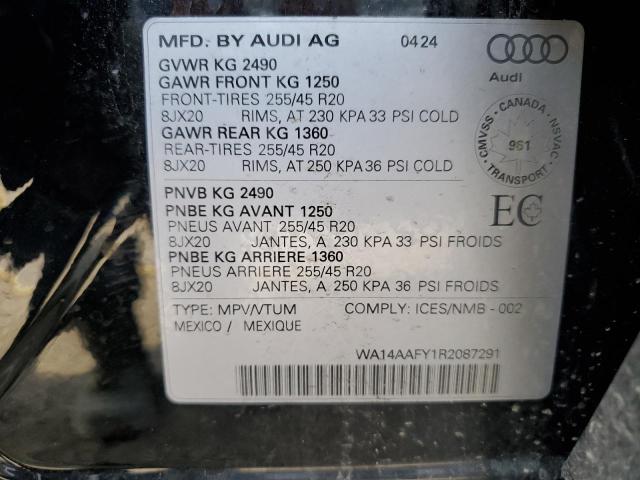 MFD. BY AUDI AG 04 24
Audi
GVWR KG 2490
GAWR FRONT KG 1250
FRONT-TIRES 255/45 R20
8JX20 RIMS, AT 230 KPA 33 PSI COLD
GAWR REAR KG 1360
REAR-TIRES 255/45 R20
8JX20 RIMS, AT 250 KPA 36 PSI COLD
CMVSS - CANADA - NSVAC
961
TRANSPORT
PNVB KG 2490
PNBE KG AVANT 1250
PNEUS AVANT 255/45 R20
8JX20 JANTES, A 230 KPA 33 PSI FROIDS
PNBE KG ARRIERE 1360
PNEUS ARRIERE 255/45 R20
8JX20 JANTES, A 250 KPA 36 PSI FROIDS
EC
TYPE: MPV/VTUM COMPLY: ICES/NMB - 002
MEXICO / MEXIQUE
WA14AAFY1R2087291